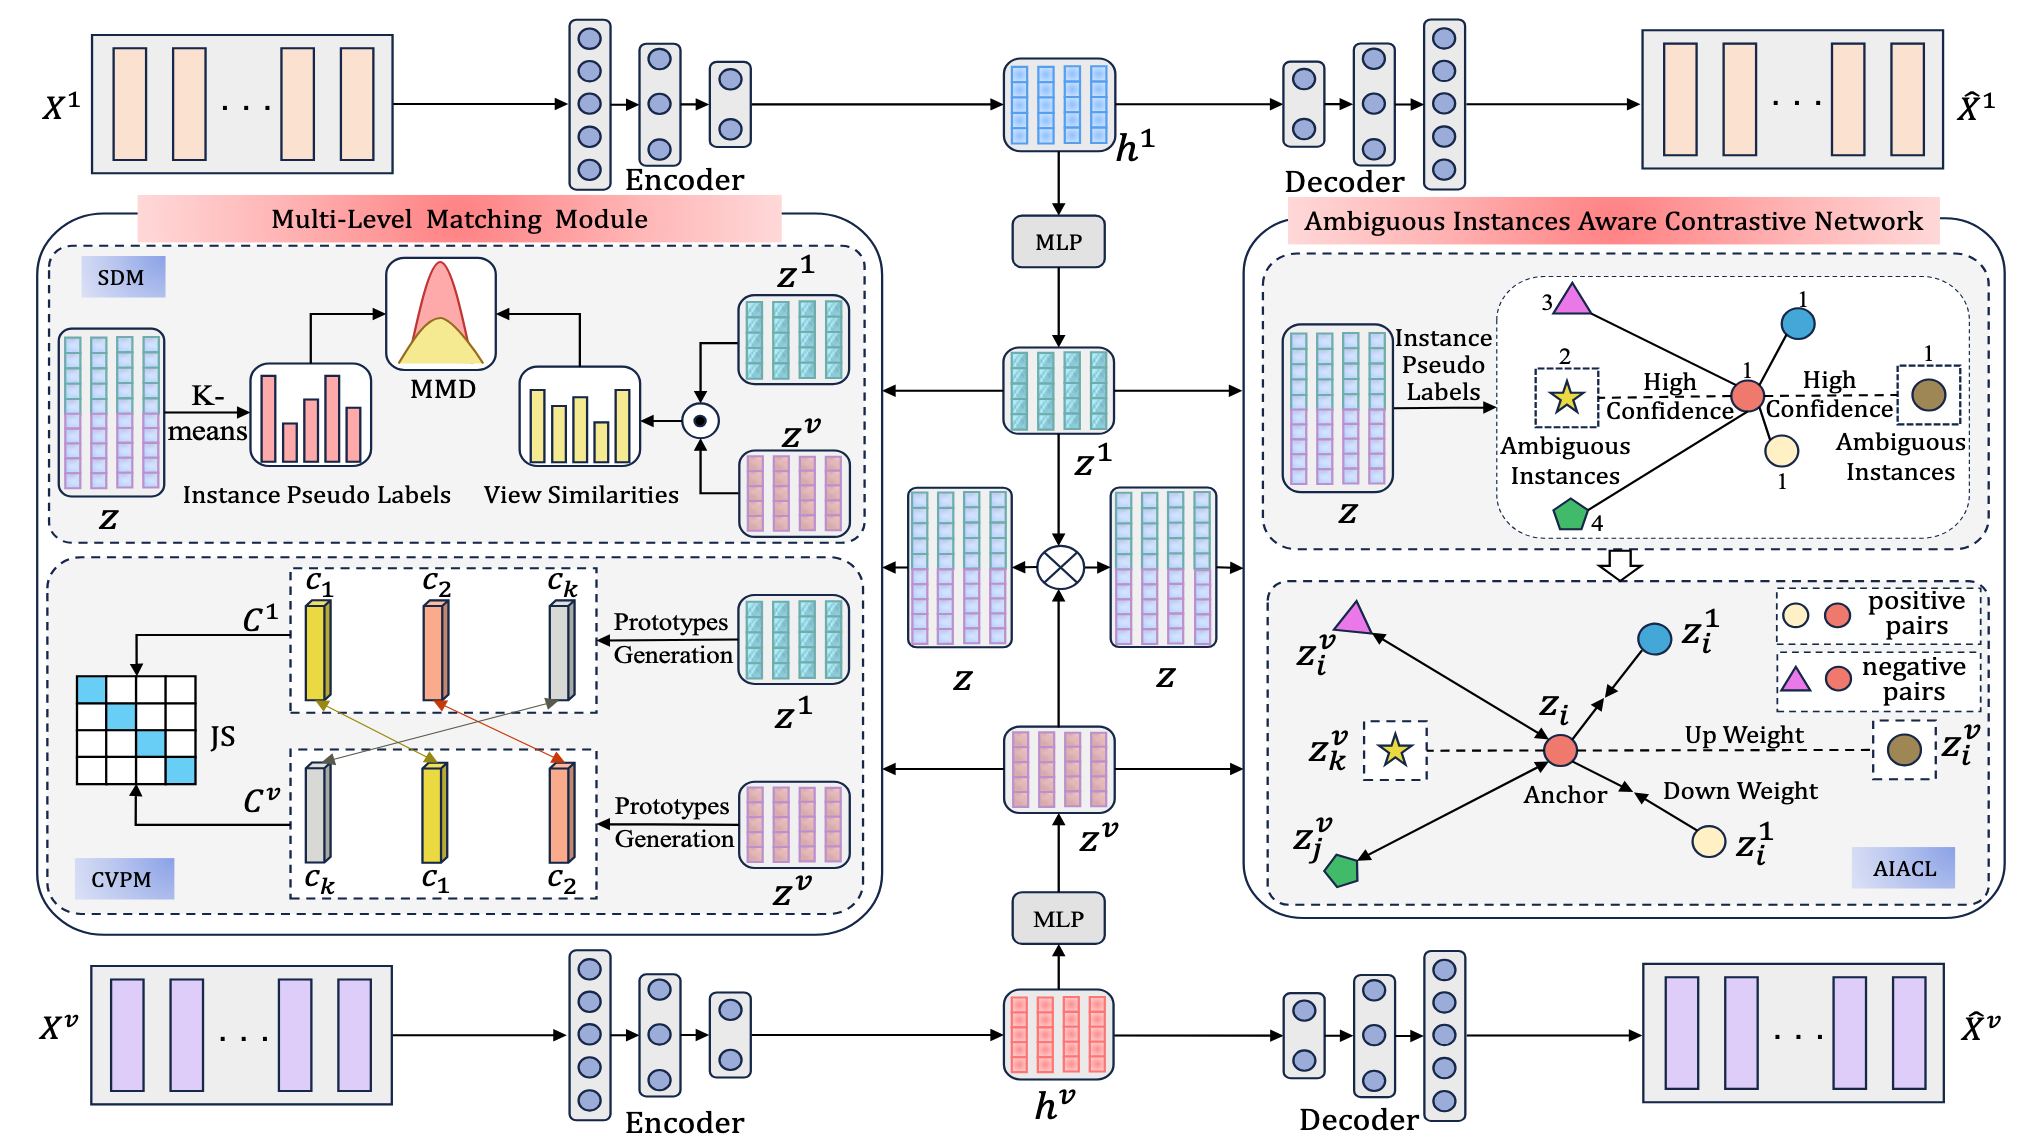 X^1
Encoder
h^1
Decoder
X̂^1
Multi-Level Matching Module
SDM
z
K-
means
Instance Pseudo Labels
MMD
View Similarities
z^1
z^v
C^1
c_1
c_2
c_k
Prototypes
Generation
z^1
JS
C^v
c_k
c_1
c_2
Prototypes
Generation
z^v
CVPM
MLP
z^1
z
z
z^v
MLP
Ambiguous Instances Aware Contrastive Network
z
Instance
Pseudo
Labels
3
1
2
1
1
High
Confidence
High
Confidence
Ambiguous
Instances
Ambiguous
Instances
1
4
z_i^v
z_i^1
positive
pairs
negative
pairs
z_i
z_k^v
Up Weight
z_i^v
Anchor
Down Weight
z_j^v
z_i^1
AIACL
X^v
Encoder
h^v
Decoder
X̂^v